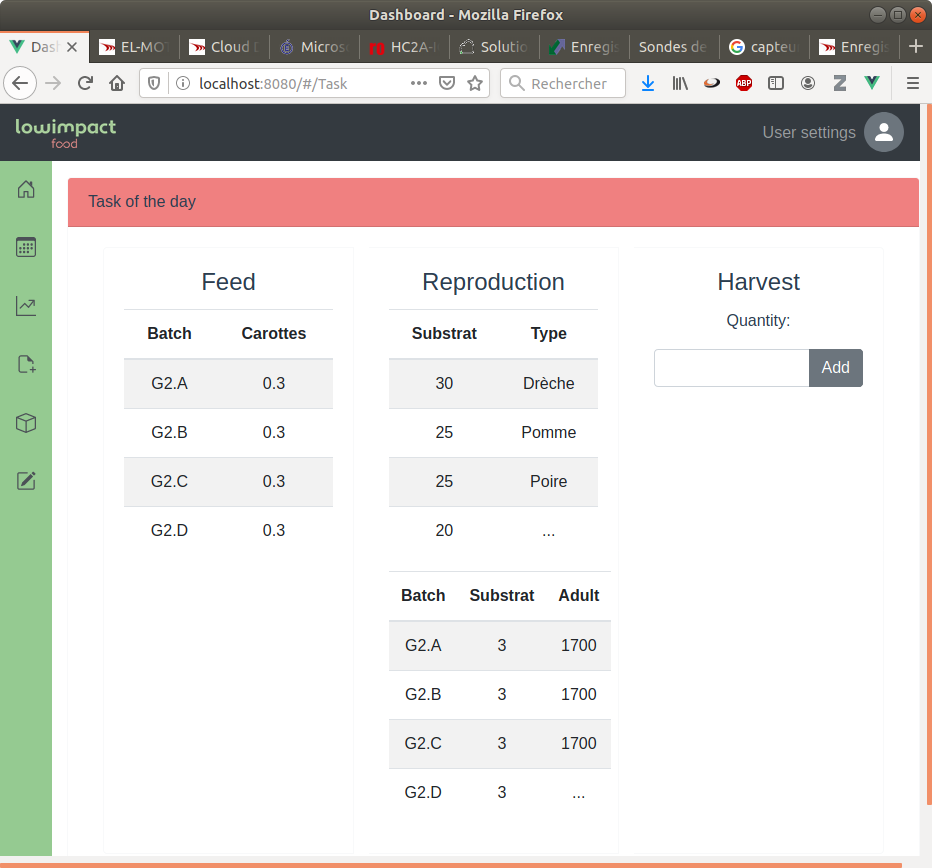 Dashboard - Mozilla Firefox
Das EL-MO Cloud Micros HC2A- Solutio Enregis Sondes de capteu Enregis
localhost:8080/#/Task Rechercher ABP
lowimpact
food
User settings
Task of the day
Feed
Batch Carottes
G2.A 0.3
G2.B 0.3
G2.C 0.3
G2.D 0.3
Reproduction
Substrat Type
30 Drèche
25 Pomme
25 Poire
20 ...
Batch Substrat Adult
G2.A 3 1700
G2.B 3 1700
G2.C 3 1700
G2.D 3 ...
Harvest
Quantity:
Add